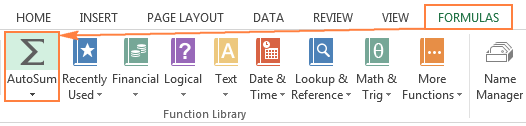 HOME INSERT PAGE LAYOUT DATA REVIEW VIEW FORMULAS
AutoSum Recently Financial Logical Text Date & Lookup & Math & More Name
Used Time Reference Trig Functions Manager
Function Library